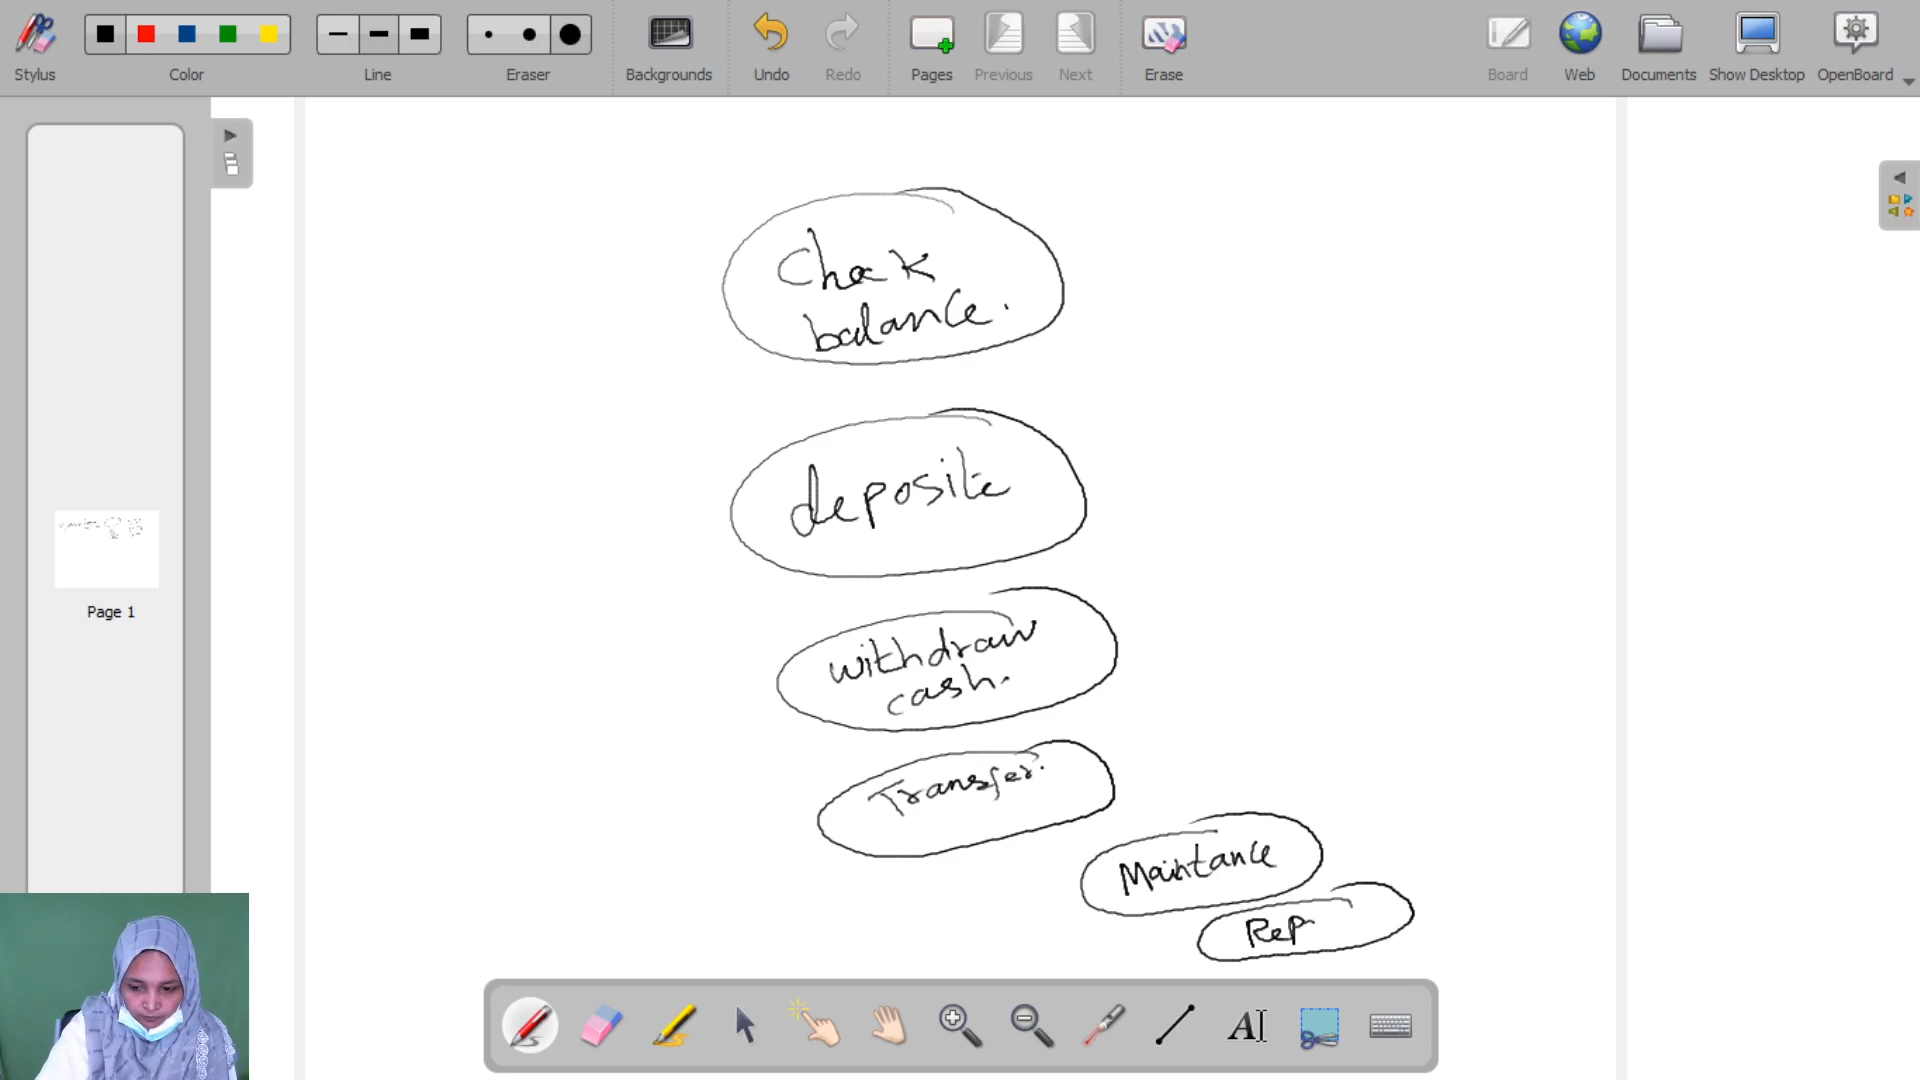 Stylus
Color
Line
Eraser
Backgrounds
Undo
Redo
Pages
Previous
Next
Erase
Board
Web
Documents
Show Desktop
OpenBoard
Check
balance.
deposite
withdraw
cash.
Transfer.
Maintance
Rep
Page 1